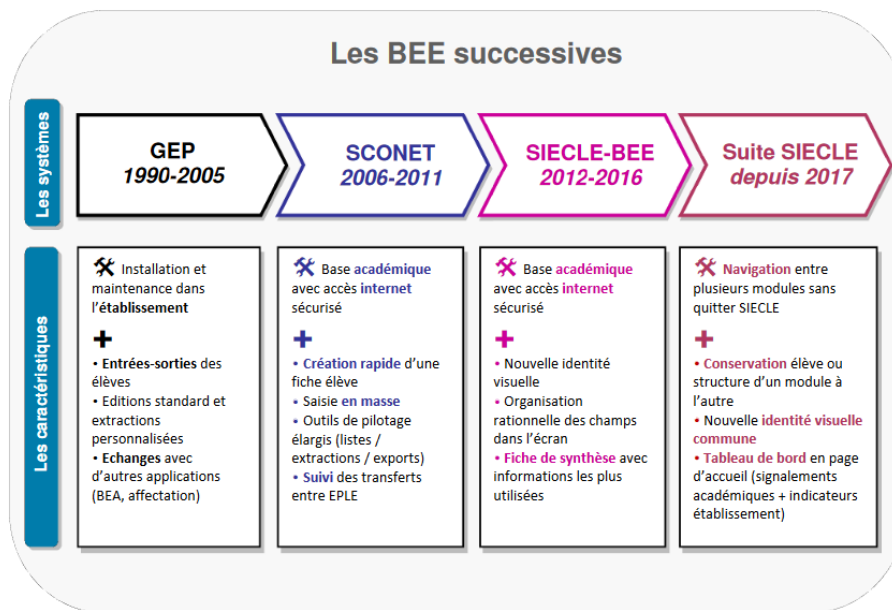 Les BEE successives
Les systèmes
GEP
1990-2005
SCONET
2006-2011
SIECLE-BEE
2012-2016
Suite SIECLE
depuis 2017
Les caractéristiques
Installation et
maintenance dans
l'établissement
+
• Entrées-sorties des
élèves
• Editions standard et
extractions
personnalisées
• Echanges avec
d'autres applications
(BEA, affectation)
Base académique
avec accès internet
sécurisé
+
• Création rapide d'une
fiche élève
• Saisie en masse
• Outils de pilotage
élargis (listes /
extractions / exports)
• Suivi des transferts
entre EPLE
Base académique
avec accès internet
sécurisé
+
• Nouvelle identité
visuelle
• Organisation
rationnelle des champs
dans l'écran
• Fiche de synthèse avec
informations les plus
utilisées
Navigation entre
plusieurs modules sans
quitter SIECLE
+
• Conservation élève ou
structure d'un module à
l'autre
• Nouvelle identité visuelle
commune
• Tableau de bord en page
d'accueil (signalements
académiques + indicateurs
établissement)